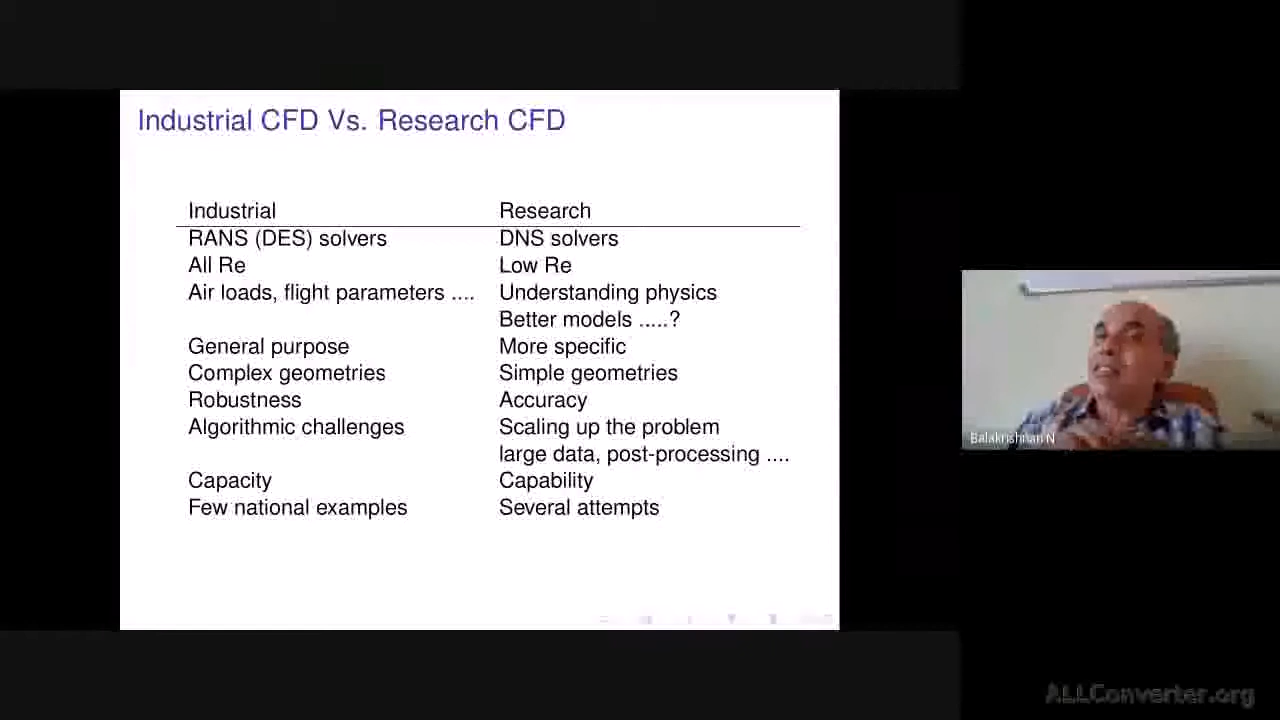 Industrial CFD Vs. Research CFD
Industrial Research
RANS (DES) solvers DNS solvers
All Re Low Re
Air loads, flight parameters .... Understanding physics
Better models .....?
General purpose More specific
Complex geometries Simple geometries
Robustness Accuracy
Algorithmic challenges Scaling up the problem
large data, post-processing ....
Capacity Capability
Few national examples Several attempts
Balakrishnan N
ALLConverter.org